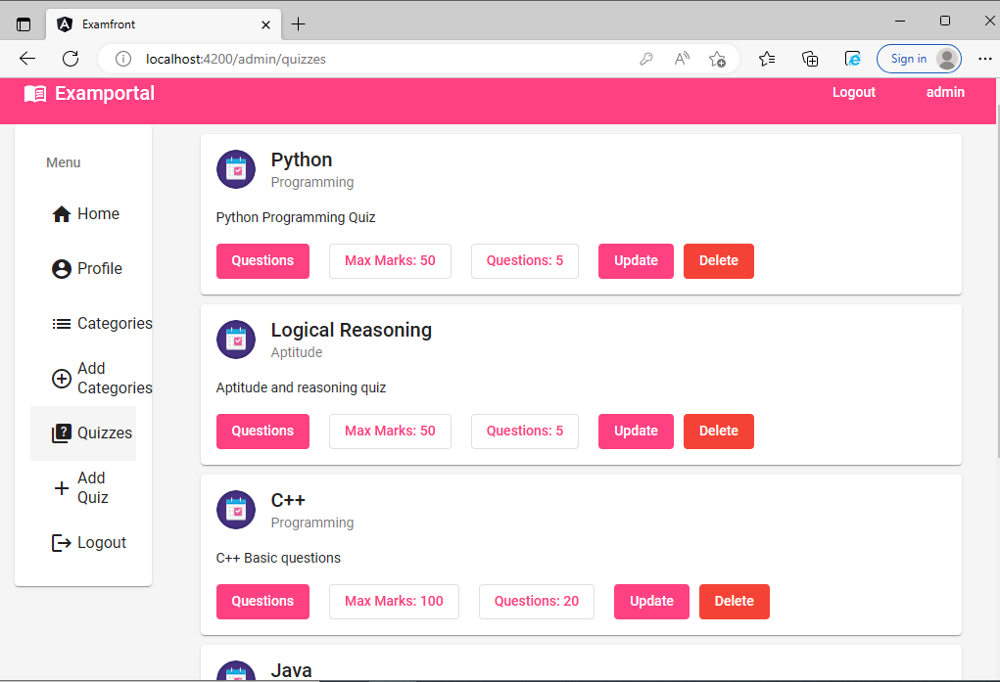 Examfront
localhost:4200/admin/quizzes
Sign in
Examportal
Logout
admin
Menu
Home
Profile
Categories
Add
Categories
Quizzes
Add
Quiz
Logout
Python
Programming
Python Programming Quiz
Questions
Max Marks: 50
Questions: 5
Update
Delete
Logical Reasoning
Aptitude
Aptitude and reasoning quiz
Questions
Max Marks: 50
Questions: 5
Update
Delete
C++
Programming
C++ Basic questions
Questions
Max Marks: 100
Questions: 20
Update
Delete
Java